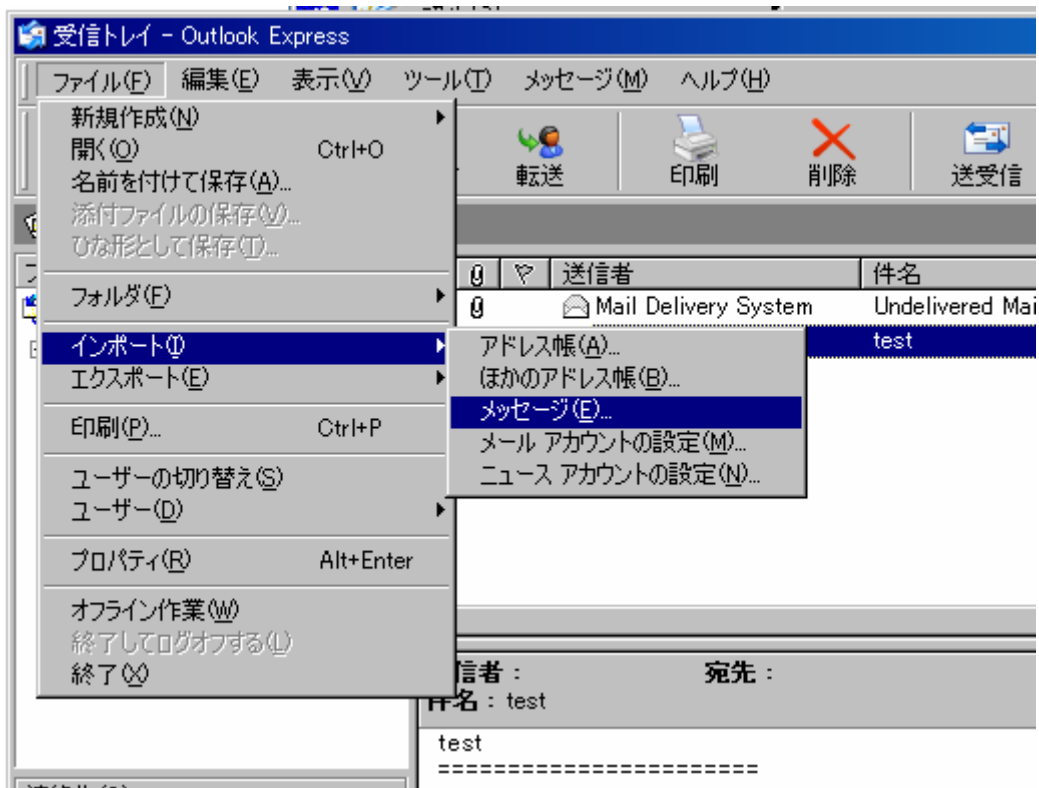 受信トレイ - Outlook Express
ファイル(F) 編集(E) 表示(V) ツール(T) メッセージ(M) ヘルプ(H)
転送 印刷 削除 送受信
新規作成(N)
開く(O) Ctrl+O
名前を付けて保存(A)...
添付ファイルの保存(V)...
ひな形として保存(T)...
フォルダ(F)
インポート(I)
エクスポート(E)
印刷(P)... Ctrl+P
ユーザーの切り替え(S)
ユーザー(D)
プロパティ(R) Alt+Enter
オフライン作業(W)
終了してログオフする(L)
終了(X)
アドレス帳(A)...
ほかのアドレス帳(B)...
メッセージ(E)...
メール アカウントの設定(M)...
ニュース アカウントの設定(N)...
送信者 件名
Mail Delivery System Undelivered Mai
test
信者 : 宛先 :
件名 : test
test
=======================